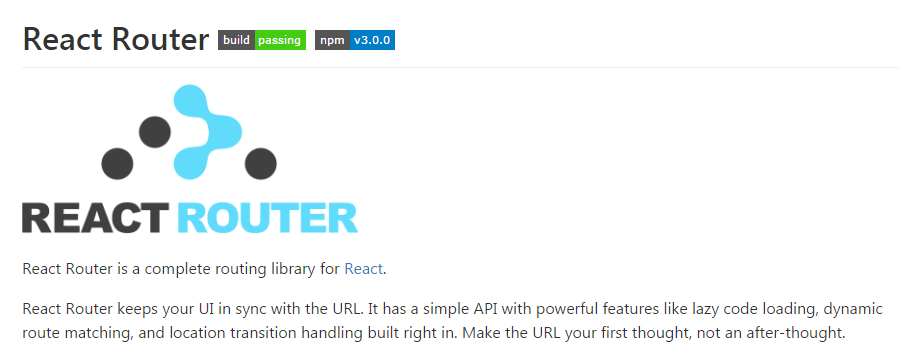 React Router build passing npm v3.0.0
REACT ROUTER
React Router is a complete routing library for React.
React Router keeps your UI in sync with the URL. It has a simple API with powerful features like lazy code loading, dynamic
route matching, and location transition handling built right in. Make the URL your first thought, not an after-thought.